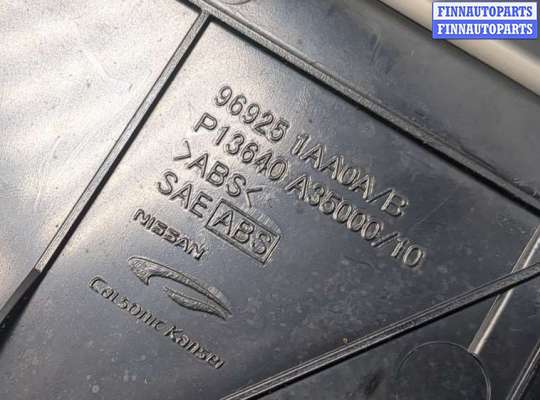 FINNAUTOPARTS
FINNAUTOPARTS
96925 1AA0A/B
P13640 A35000/10
>ABS<
SAE ABS
NISSAN
Calsonic Kansei